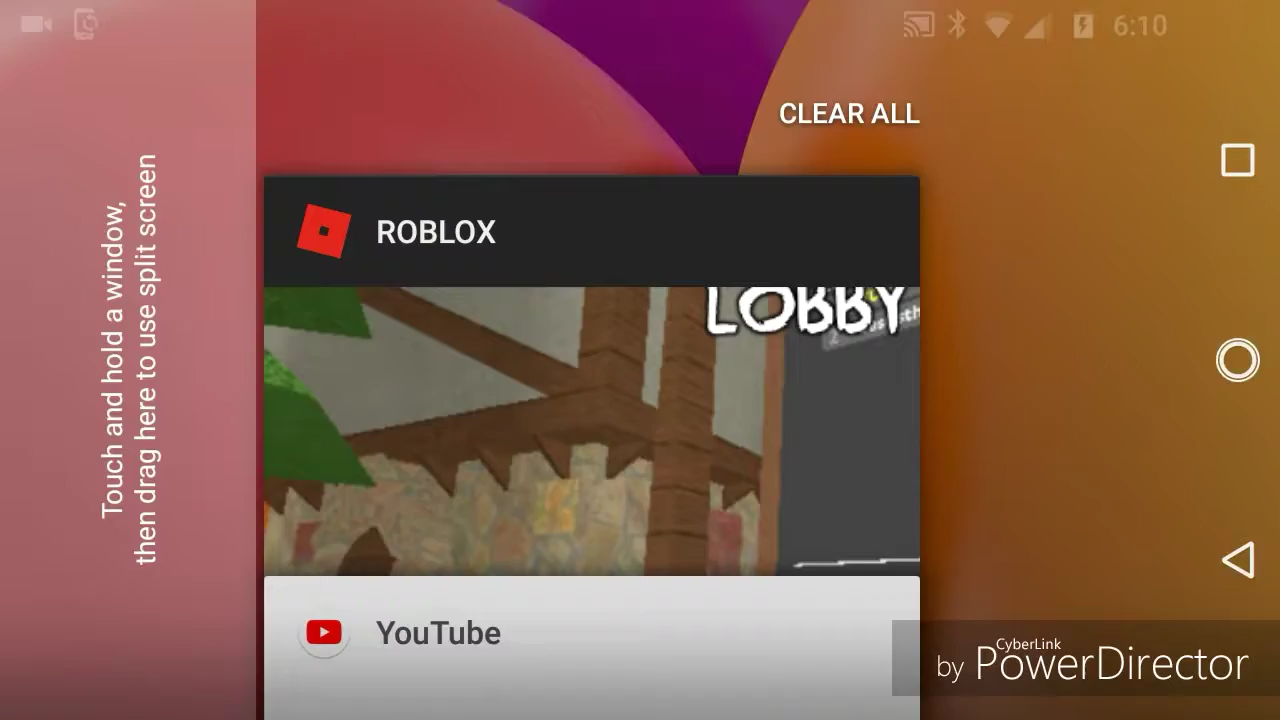 6:10
CLEAR ALL
Touch and hold a window,
then drag here to use split screen
ROBLOX
LOBBY
YouTube
CyberLink
by PowerDirector